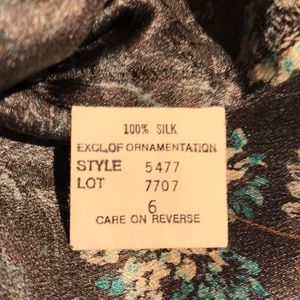 100% SILK
EXCL,OF ORNAMENTATION
STYLE 5477
LOT 7707
6
CARE ON REVERSE